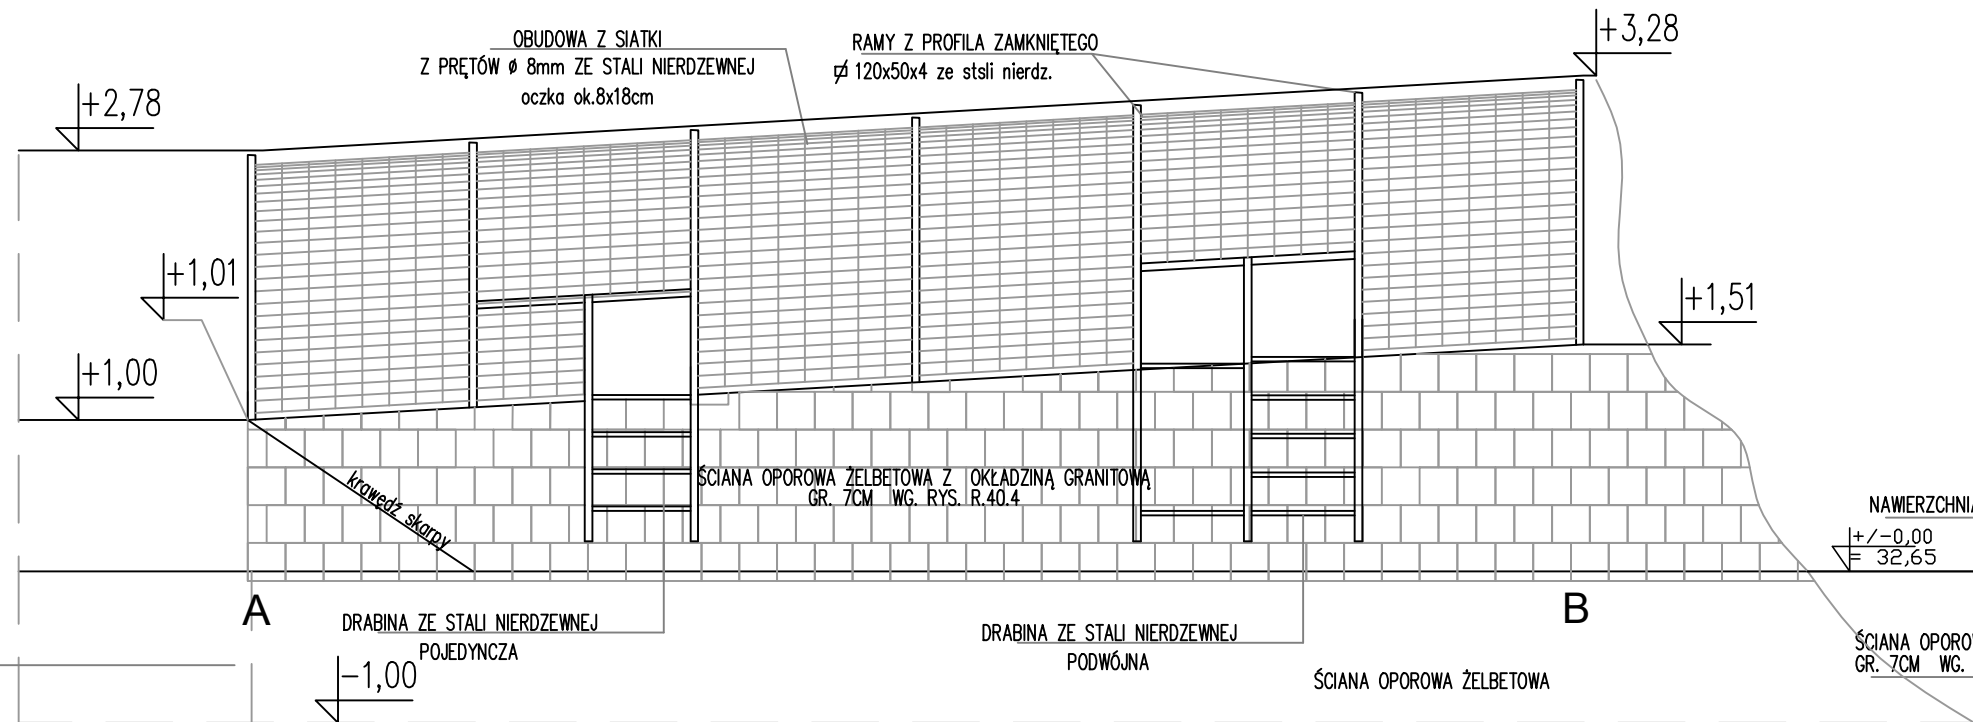 OBUDOWA Z SIATKI
Z PRĘTÓW ø 8mm ZE STALI NIERDZEWNEJ
oczka ok.8x18cm
RAMY Z PROFILA ZAMKNIĘTEGO
120x50x4 ze stsli nierdz.
+3,28
+2,78
+1,01
+1,51
+1,00
krawędź skarpy
ŚCIANA OPOROWA ŻELBETOWA Z OKŁADZINĄ GRANITOWĄ
GR. 7CM WG. RYS. R.40.4
NAWIERZCHNIA
+/-0,00
= 32,65
A
B
DRABINA ZE STALI NIERDZEWNEJ
POJEDYNCZA
DRABINA ZE STALI NIERDZEWNEJ
PODWÓJNA
-1,00
ŚCIANA OPOROWA ŻELBETOWA
ŚCIANA
GR. 7CM WG.